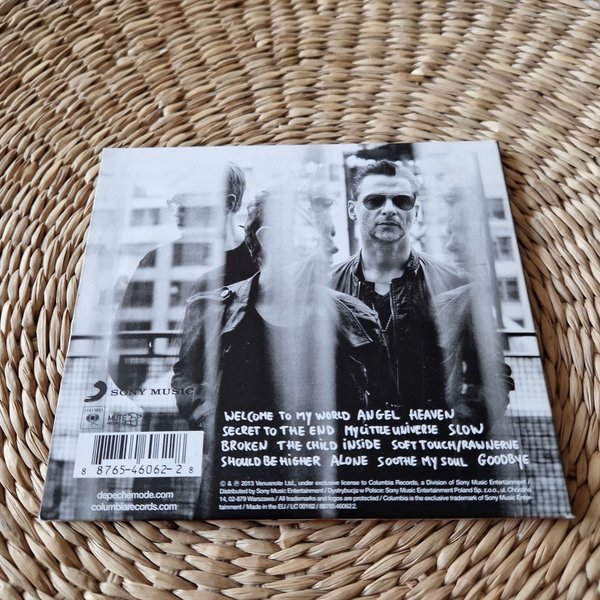 SONY MUSIC
COLUMBIA
MUTE
WELCOME TO MY WORLD ANGEL HEAVEN
SECRET TO THE END MY LITTLE UNIVERSE SLOW
BROKEN THE CHILD INSIDE SOFT TOUCH/RAW NERVE
SHOULD BE HIGHER ALONE SOOTHE MY SOUL GOODBYE
8 87654-46062-2 8
depechemode.com
columbiarecords.com
© & ℗ 2013 Venusnote Ltd., under exclusive license to Columbia Records, a Division of Sony Music Entertainment /
Distributed by Sony Music Entertainment / Dystrybucja w Polsce: Sony Music Entertainment Poland Sp. z.o.o., ul. Chocimska
14, 02-879 Warszawa / All trademarks and logos are protected / Columbia is the exclusive trademark of Sony Music Enter-
tainment / Made in the EU / LC 00162 / 88765460622.